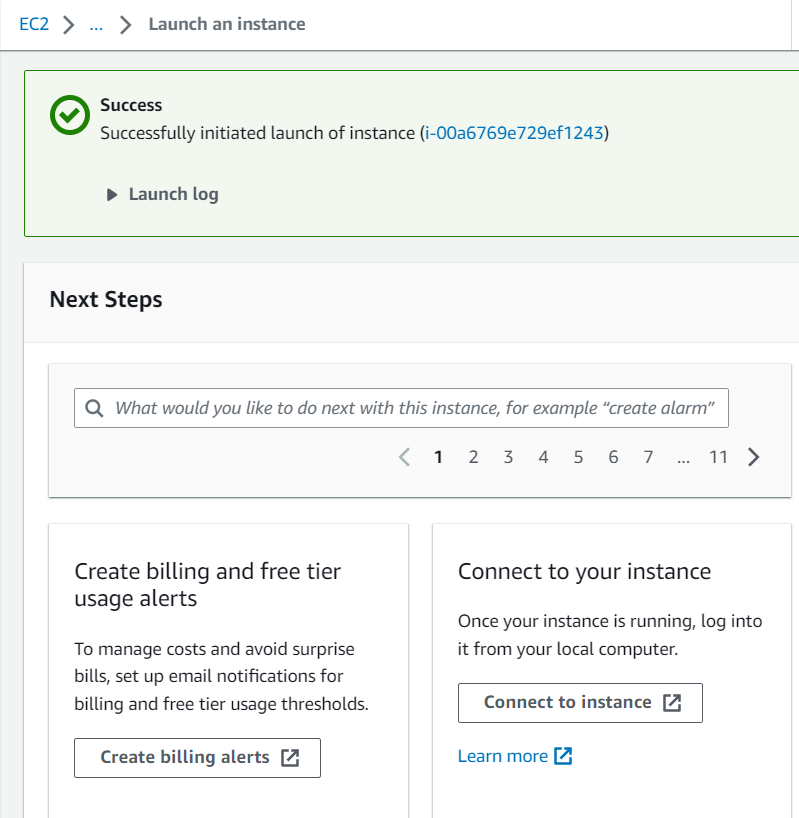 EC2 > ... > Launch an instance
Success
Successfully initiated launch of instance (i-00a6769e729ef1243)
Launch log
Next Steps
What would you like to do next with this instance, for example “create alarm”
< 1 2 3 4 5 6 7 ... 11 >
Create billing and free tier
usage alerts
To manage costs and avoid surprise
bills, set up email notifications for
billing and free tier usage thresholds.
Create billing alerts
Connect to your instance
Once your instance is running, log into
it from your local computer.
Connect to instance
Learn more